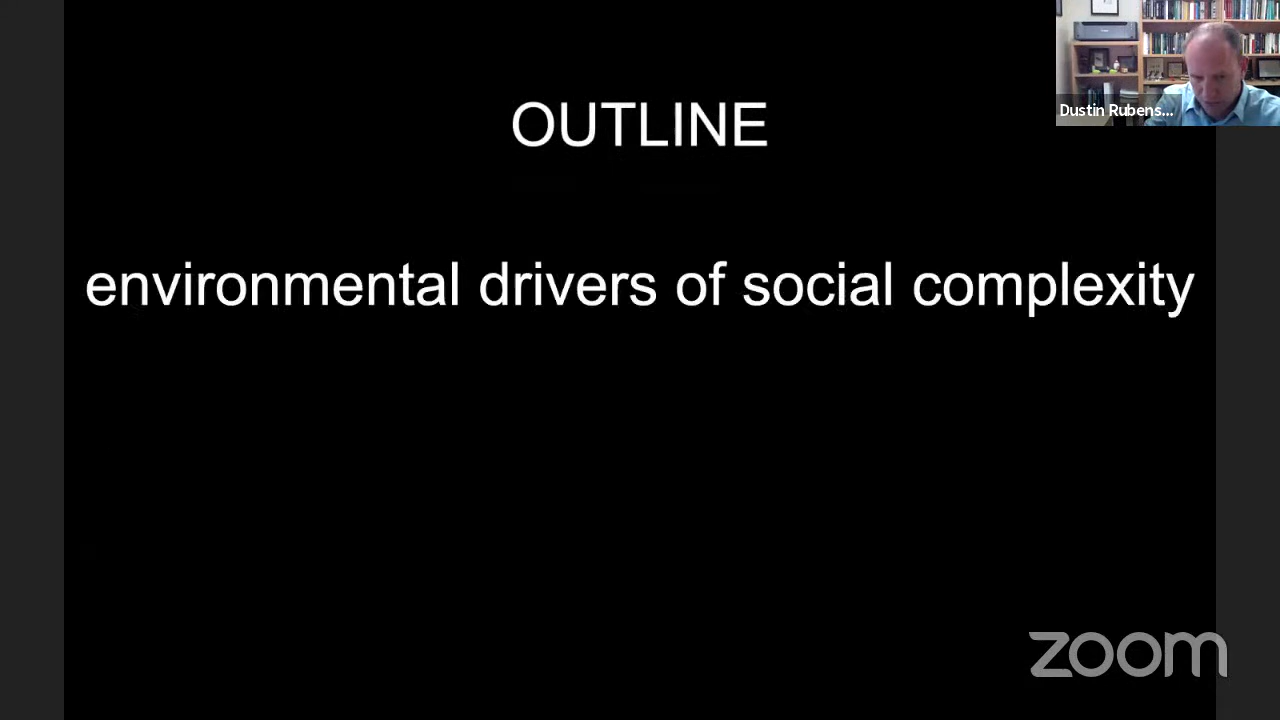 OUTLINE
Dustin Rubens...
environmental drivers of social complexity
zoom